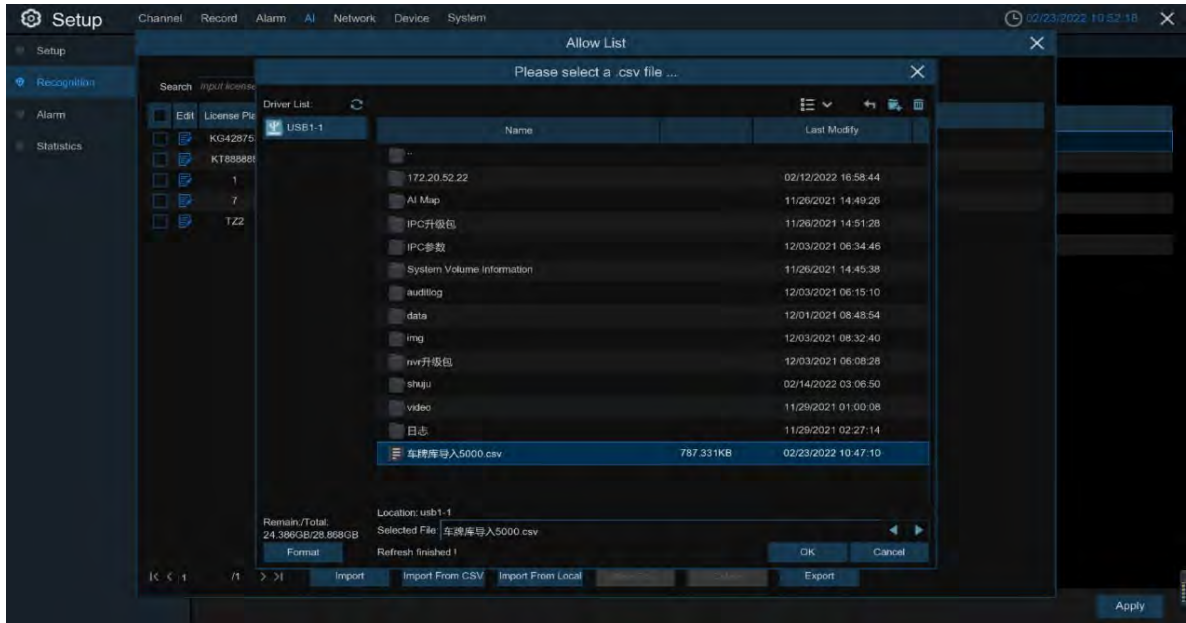 Setup Channel Record Alarm AI Network Device System 02/23/2022 10:52:18
Setup
Recognition
Alarm
Statistics
Allow List
Search Input license
Edit License Pla
KG42875
KT88888
1
7
TZ2
Please select a .csv file ...
Driver List:
USB1-1
Name Last Modify
..
172.20.52.22 02/12/2022 16:58:44
AI Map 11/26/2021 14:49:26
IPC升级包 11/26/2021 14:51:28
IPC参数 12/03/2021 06:34:46
System Volume Information 11/26/2021 14:45:38
auditlog 12/03/2021 06:15:10
data 12/01/2021 08:48:54
img 12/03/2021 08:32:40
nvr升级包 12/03/2021 06:08:28
shuju 02/14/2022 03:06:50
video 11/29/2021 01:00:08
日志 11/29/2021 02:27:14
车牌库导入5000.csv 787.331KB 02/23/2022 10:47:10
Location: usb1-1
Remain:/Total:
24.386GB/28.868GB
Selected File: 车牌库导入5000.csv
Format Refresh finished ! OK Cancel
1 /1 Import Import From CSV Import From Local Export
Apply